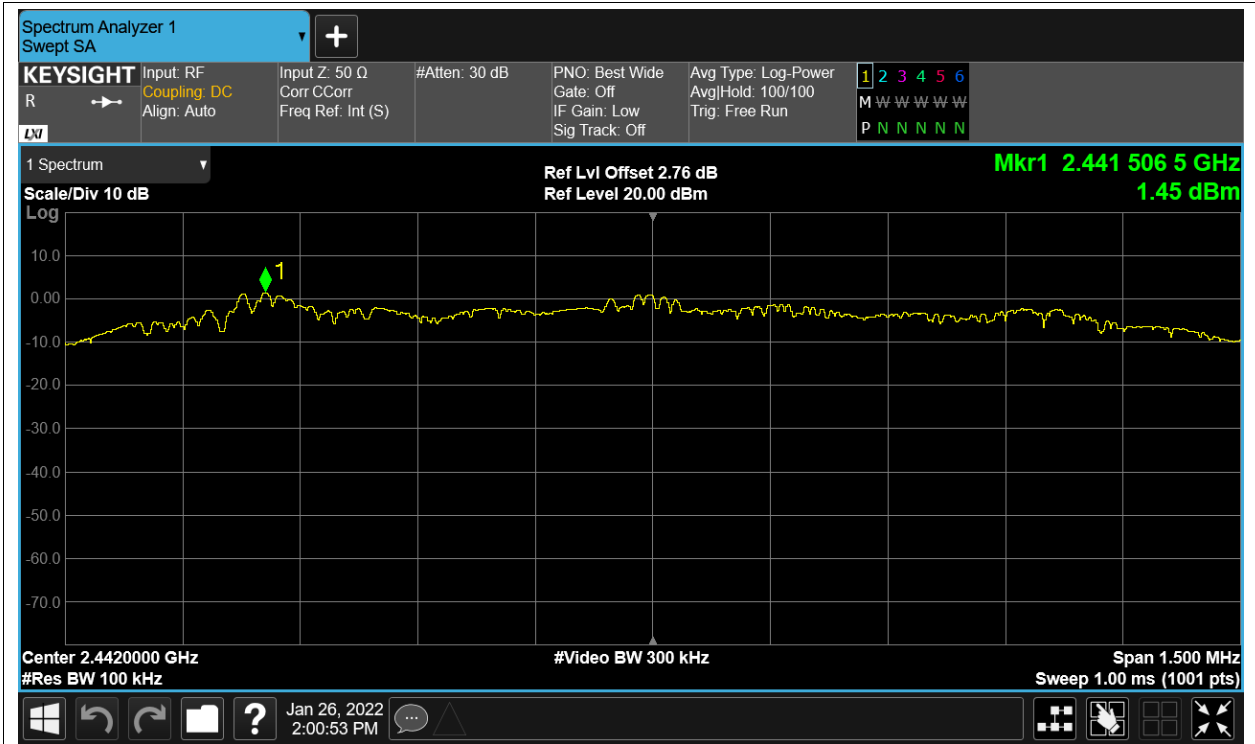 Spectrum Analyzer 1
Swept SA
KEYSIGHT
R
LXI
Input: RF
Coupling: DC
Align: Auto
Input Z: 50 Ω
Corr CCorr
Freq Ref: Int (S)
#Atten: 30 dB
PNO: Best Wide
Gate: Off
IF Gain: Low
Sig Track: Off
Avg Type: Log-Power
Avg|Hold: 100/100
Trig: Free Run
1 2 3 4 5 6
M W W W W W
P N N N N N
1 Spectrum
Scale/Div 10 dB
Ref Lvl Offset 2.76 dB
Ref Level 20.00 dBm
Mkr1 2.441 506 5 GHz
1.45 dBm
Log
10.0
1
0.00
-10.0
-20.0
-30.0
-40.0
-50.0
-60.0
-70.0
Center 2.4420000 GHz
#Video BW 300 kHz
Span 1.500 MHz
#Res BW 100 kHz
Sweep 1.00 ms (1001 pts)
?
Jan 26, 2022
2:00:53 PM